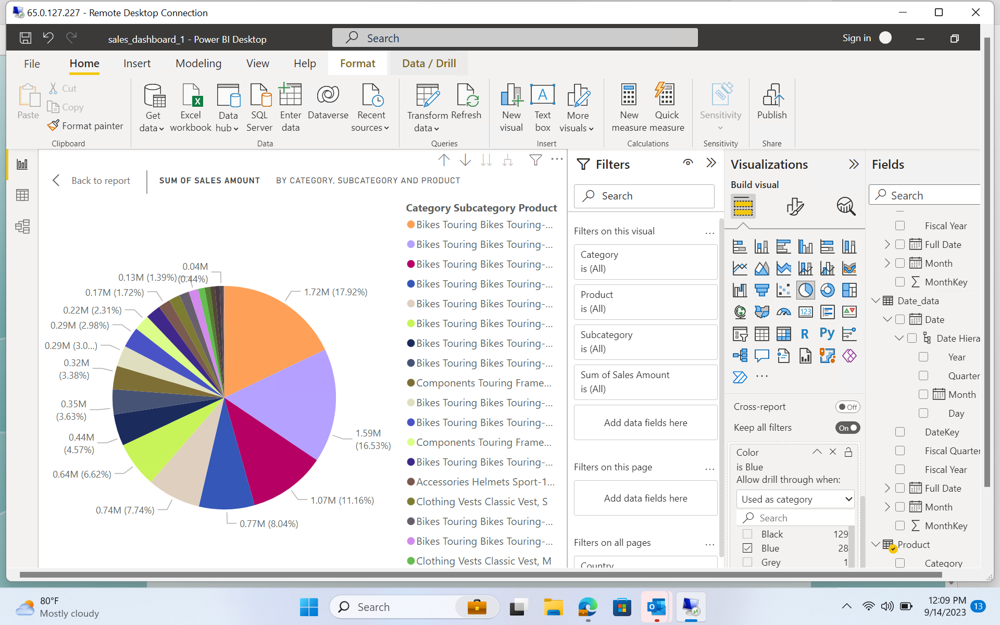 65.0.127.227 - Remote Desktop Connection
sales_dashboard_1 - Power BI Desktop
Search
Sign in
File
Home
Insert
Modeling
View
Help
Format
Data / Drill
Paste
Cut
Copy
Format painter
Clipboard
Get
data
Excel
workbook
Data
hub
SQL
Server
Enter
data
Dataverse
Recent
sources
Data
Transform
data
Refresh
Queries
New
visual
Text
box
More
visuals
Insert
New
measure
Quick
measure
Calculations
Sensitivity
Sensitivity
Publish
Share
Back to report
SUM OF SALES AMOUNT
BY CATEGORY, SUBCATEGORY AND PRODUCT
0.04M
(0.44%)
0.13M (1.39%)
0.17M (1.72%)
0.22M (2.31%)
0.29M (2.98%)
0.29M (3.0...)
0.32M
(3.38%)
0.35M
(3.63%)
0.44M
(4.57%)
0.64M (6.62%)
0.74M (7.74%)
0.77M (8.04%)
1.07M (11.16%)
1.59M
(16.53%)
1.72M (17.92%)
Category Subcategory Product
Bikes Touring Bikes Touring-...
Bikes Touring Bikes Touring-...
Bikes Touring Bikes Touring-...
Bikes Touring Bikes Touring-...
Bikes Touring Bikes Touring-...
Bikes Touring Bikes Touring-...
Bikes Touring Bikes Touring-...
Bikes Touring Bikes Touring-...
Components Touring Frame...
Bikes Touring Bikes Touring-...
Bikes Touring Bikes Touring-...
Components Touring Frame...
Bikes Touring Bikes Touring-...
Accessories Helmets Sport-1...
Clothing Vests Classic Vest, S
Bikes Touring Bikes Touring-...
Bikes Touring Bikes Touring-...
Clothing Vests Classic Vest, M
Filters
Search
Filters on this visual
...
Category
is (All)
Product
is (All)
Subcategory
is (All)
Sum of Sales Amount
is (All)
Add data fields here
Filters on this page
...
Add data fields here
Filters on all pages
...
Country
Visualizations
Build visual
123
R
Py
...
Cross-report
Off
Keep all filters
On
Color
is Blue
Allow drill through when:
Used as category
Search
Black 129
Blue 28
Grey 1
Fields
Search
Fiscal Year
Full Date
Month
MonthKey
Date_data
Date
Date Hiera
Year
Quarter
Month
Day
DateKey
Fiscal Quarter
Fiscal Year
Full Date
Month
MonthKey
Product
Category
80°F
Mostly cloudy
Search
12:09 PM
9/14/2023
13